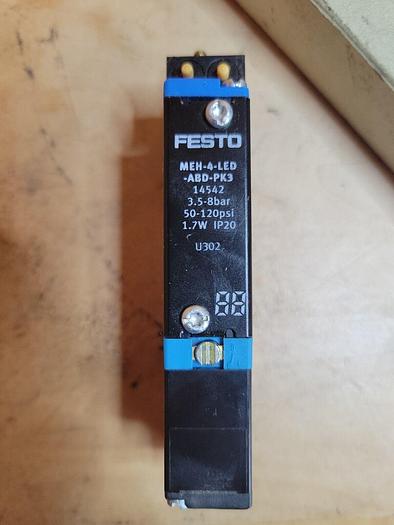 FESTO
MEH-4-LED
-ABD-PK3
14542
3.5-8bar
50-120psi
1.7W IP20
U302
88